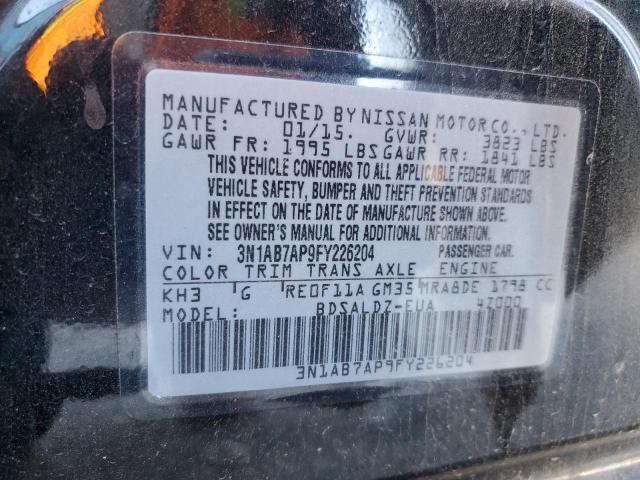 MANUFACTURED BY NISSAN MOTOR CO., LTD.
DATE: 01/15. GVWR: 3823 LBS
GAWR FR: 1995 LBS GAWR RR: 1841 LBS
THIS VEHICLE CONFORMS TO ALL APPLICABLE FEDERAL MOTOR
VEHICLE SAFETY, BUMPER AND THEFT PREVENTION STANDARDS
IN EFFECT ON THE DATE OF MANUFACTURE SHOWN ABOVE.
SEE OWNER'S MANUAL FOR ADDITIONAL INFORMATION.
VIN: 3N1AB7AP9FY226204 PASSENGER CAR.
COLOR TRIM TRANS AXLE ENGINE
KH3 G RE0F11A GM35 MRA8DE 1798 CC
MODEL: BDSALDZ-EUA 4Z000
3N1AB7AP9FY226204